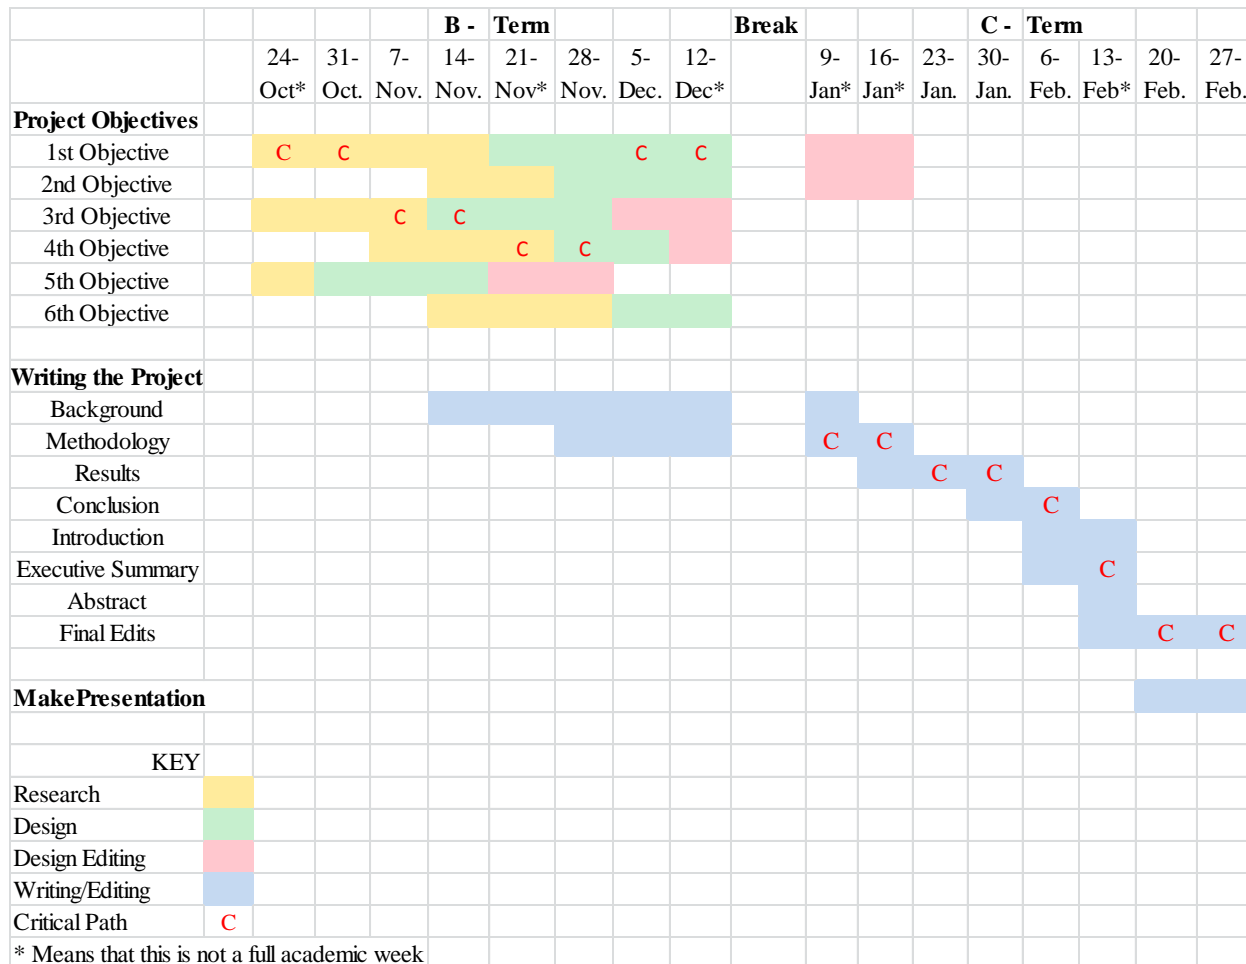 B - Term Break C - Term
24- 31- 7- 14- 21- 28- 5- 12- 9- 16- 23- 30- 6- 13- 20- 27-
Oct* Oct. Nov. Nov. Nov* Nov. Dec. Dec* Jan* Jan* Jan. Jan. Feb. Feb* Feb. Feb.
Project Objectives
1st Objective C C C C
2nd Objective
3rd Objective C C
4th Objective C C
5th Objective
6th Objective
Writing the Project
Background
Methodology C C
Results C C
Conclusion C
Introduction
Executive Summary C
Abstract
Final Edits C C
Make Presentation
KEY
Research
Design
Design Editing
Writing/Editing
Critical Path C
* Means that this is not a full academic week